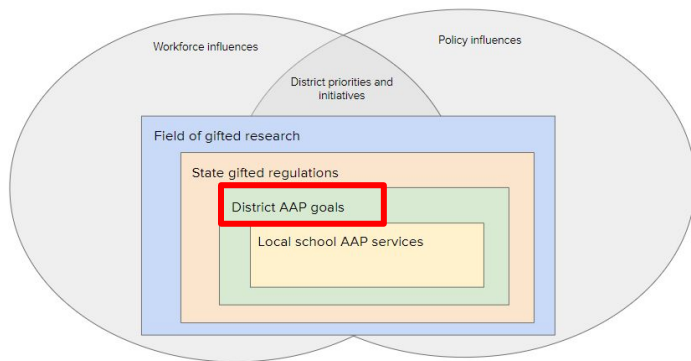 Workforce influences
Policy influences
District priorities and
initiatives
Field of gifted research
State gifted regulations
District AAP goals
Local school AAP services